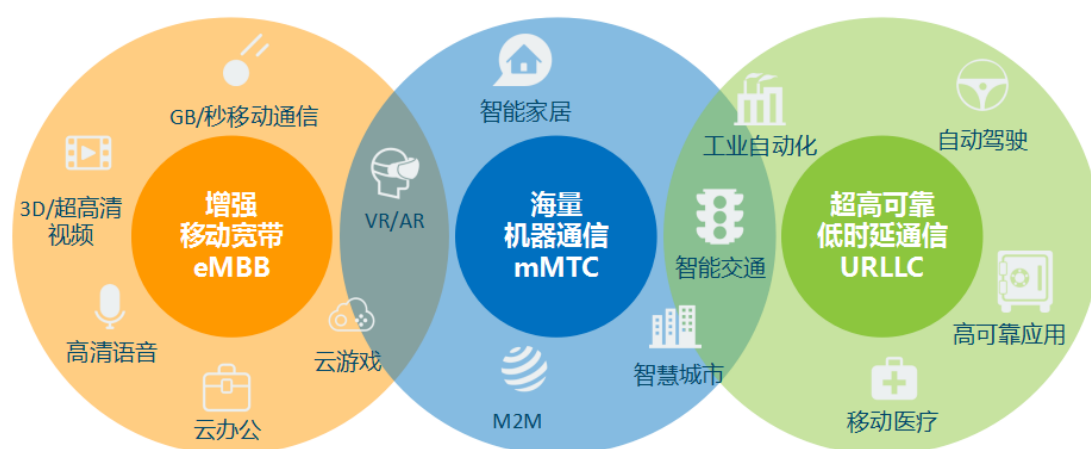 GB/秒移动通信
3D/超高清
视频
增强
移动宽带
eMBB
高清语音
云办公
云游戏
VR/AR
智能家居
海量
机器通信
mMTC
M2M
智慧城市
工业自动化
智能交通
自动驾驶
超高可靠
低时延通信
URLLC
高可靠应用
移动医疗